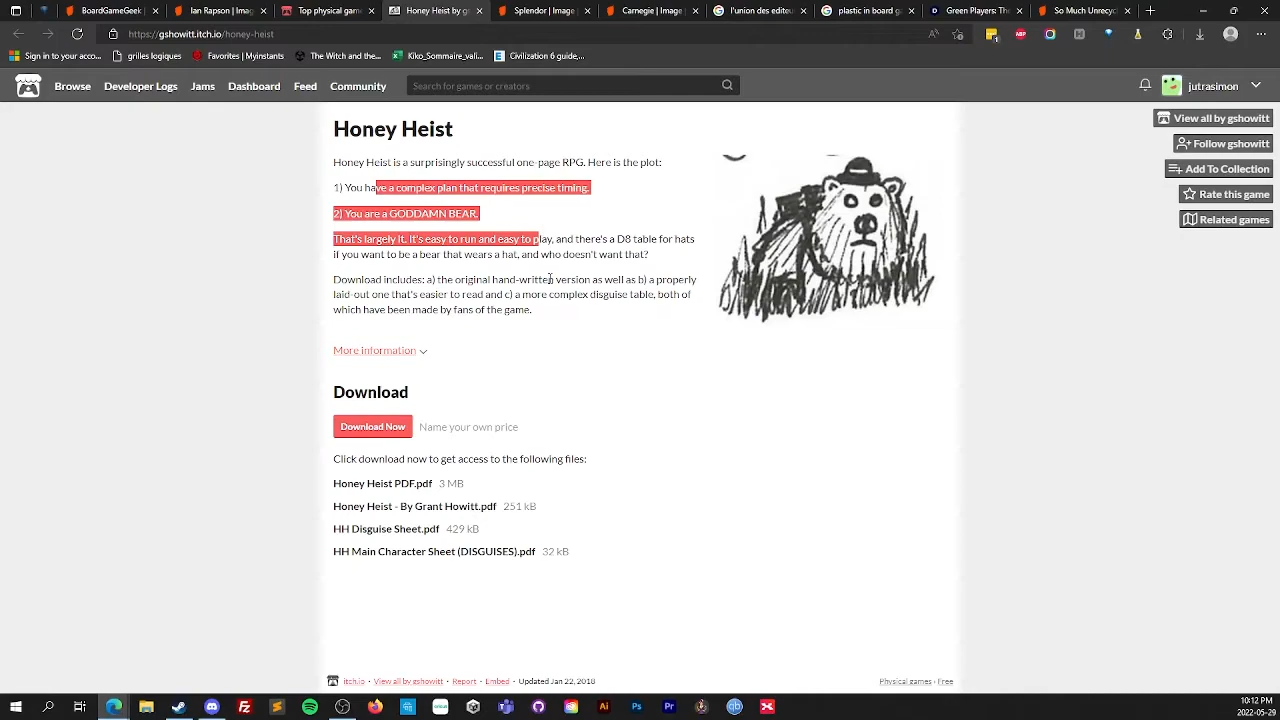 BoardGameGeek
Ian Rapson | Imag
Top physical game
Honey Heist by gs
Splendor | Image
Carnegie | Image
l'union des editeur
plastic in board ga
Green Players: The
So Much Unrecyc
https://gshowitt.itch.io/honey-heist
Sign in to your acco...
grilles logiques
Favorites | Myinstants
The Witch and the...
Kiko_Sommaire_vali...
Civilization 6 guide,...
Browse
Developer Logs
Jams
Dashboard
Feed
Community
Search for games or creators
jutrasimon
View all by gshowitt
Follow gshowitt
Add To Collection
Rate this game
Related games
Honey Heist
Honey Heist is a surprisingly successful one-page RPG. Here is the plot:
1) You have a complex plan that requires precise timing.
2) You are a GODDAMN BEAR.
That's largely it. It's easy to run and easy to play, and there's a D8 table for hats
if you want to be a bear that wears a hat, and who doesn't want that?
Download includes: a) the original hand-written version as well as b) a properly
laid-out one that's easier to read and c) a more complex disguise table, both of
which have been made by fans of the game.
More information
Download
Download Now
Name your own price
Click download now to get access to the following files:
Honey Heist PDF.pdf 3 MB
Honey Heist - By Grant Howitt.pdf 251 kB
HH Disguise Sheet.pdf 429 kB
HH Main Character Sheet (DISGUISES).pdf 32 kB
itch.io · View all by gshowitt · Report · Embed · Updated Jan 22, 2018
Physical games › Free
10:12 PM
2022-05-29